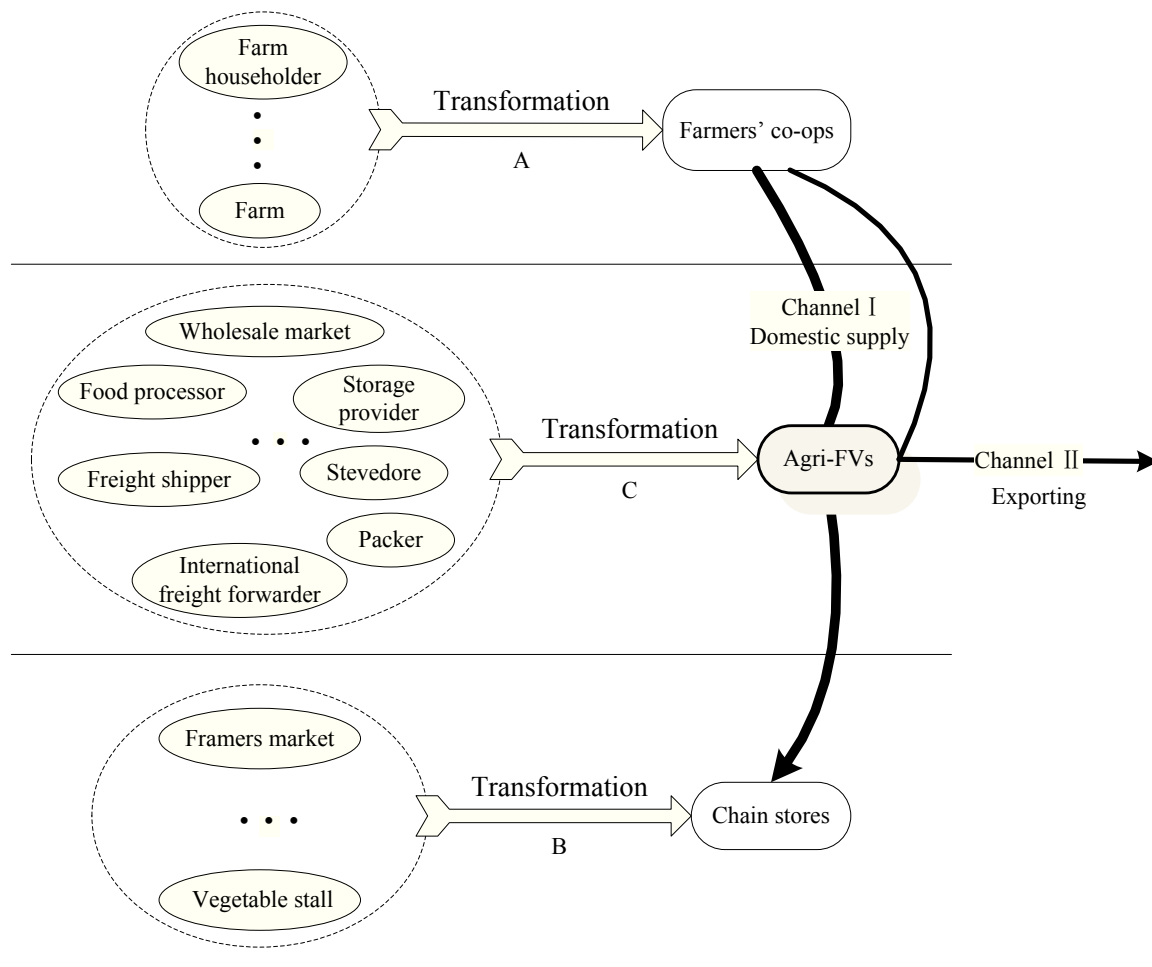 Farm
householder
Transformation
Farmers’ co-ops
A
Farm
Wholesale market
Channel Ⅰ
Domestic supply
Food processor
Storage
provider
Transformation
Agri-FVs
Channel Ⅱ
Freight shipper
Stevedore
C
Exporting
Packer
International
freight forwarder
Framers market
Transformation
Chain stores
B
Vegetable stall